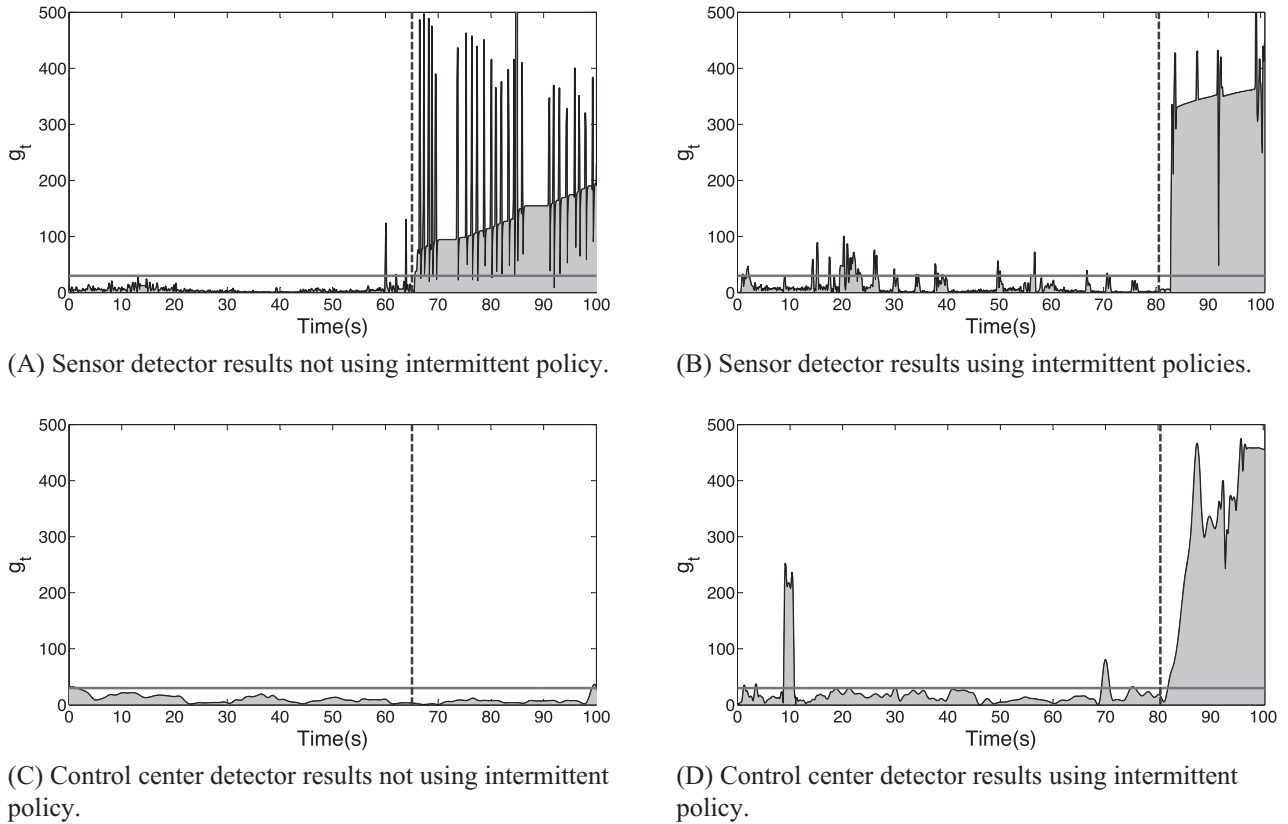 500
400
300
200
100
0
g_t
0 10 20 30 40 50 60 70 80 90 100
Time(s)
(A) Sensor detector results not using intermittent policy.
500
400
300
200
100
0
g_t
0 10 20 30 40 50 60 70 80 90 100
Time(s)
(B) Sensor detector results using intermittent policies.
500
400
300
200
100
0
g_t
0 10 20 30 40 50 60 70 80 90 100
Time(s)
(C) Control center detector results not using intermittent
policy.
500
400
300
200
100
0
g_t
0 10 20 30 40 50 60 70 80 90 100
Time(s)
(D) Control center detector results using intermittent
policy.